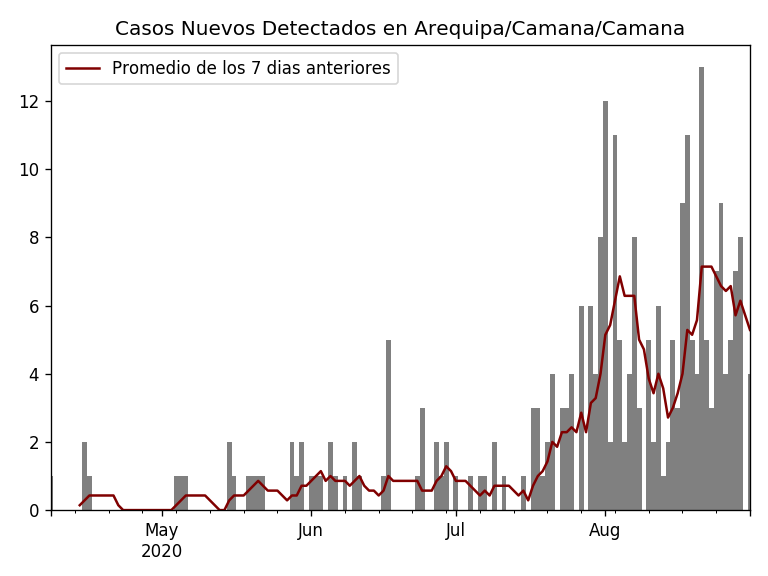 Casos Nuevos Detectados en Arequipa/Camana/Camana
Promedio de los 7 dias anteriores
12
10
8
6
4
2
0
May Jun Jul Aug
2020